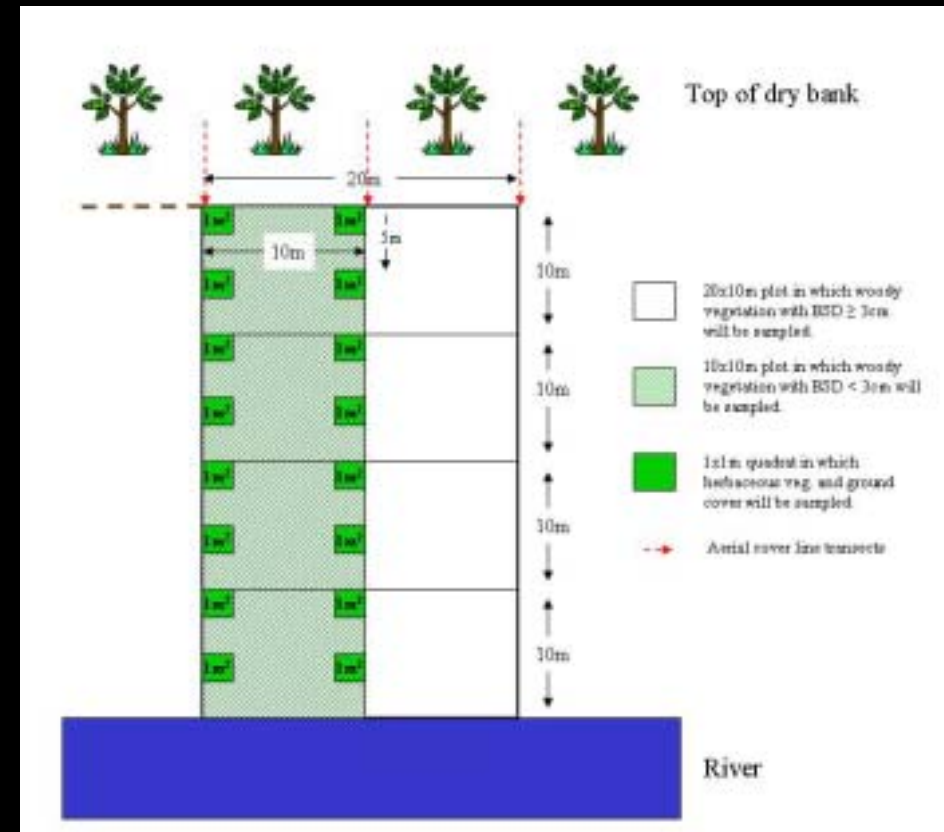 Top of dry bank
20m
1m² 1m²
5m
10m
10m
1m² 1m²
1m² 1m²
10m
1m² 1m²
1m² 1m²
10m
1m² 1m²
1m² 1m²
10m
1m² 1m²
20x10m plot in which woody
vegetation with BSD ≥ 3cm
will be sampled.
10x10m plot in which woody
vegetation with BSD < 3cm will
be sampled.
1x1m quadrat in which
herbaceous veg. and ground
cover will be sampled
Aerial cover line transects
River